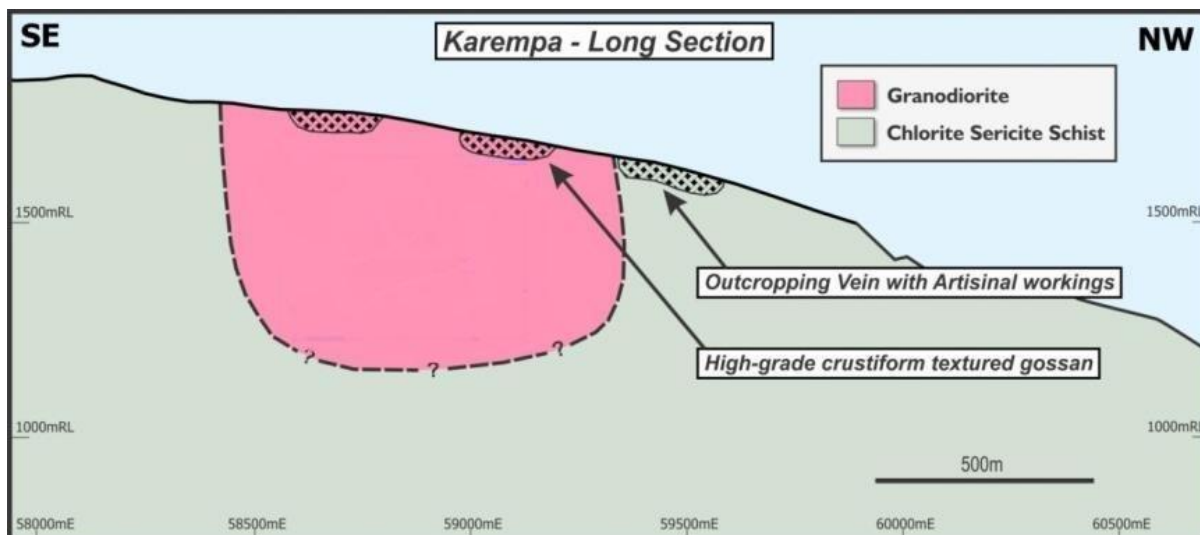 SE
Karempa - Long Section
NW
Granodiorite
Chlorite Sericite Schist
1500mRL
1500mRL
Outcropping Vein with Artisinal workings
?
?
?
High-grade crustiform textured gossan
1000mRL
1000mRL
500m
58000mE
58500mE
59000mE
59500mE
60000mE
60500mE